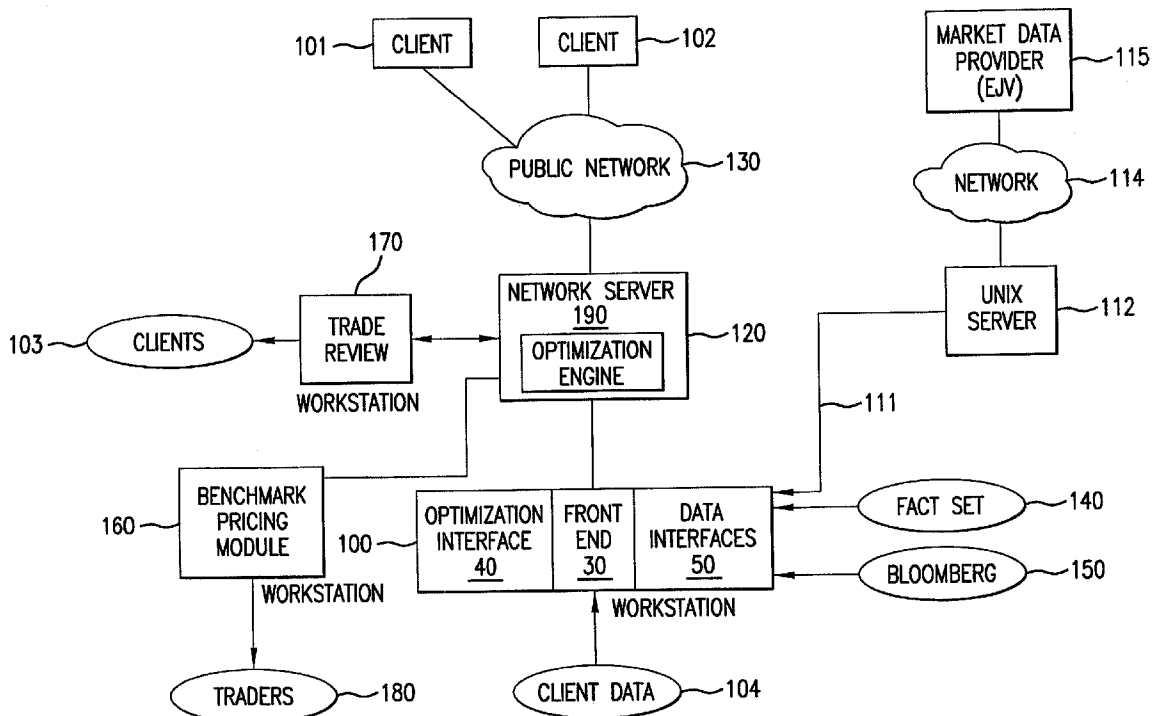 101
CLIENT
CLIENT
102
MARKET DATA
PROVIDER
(EJV)
115
PUBLIC NETWORK
130
NETWORK
114
170
TRADE
REVIEW
WORKSTATION
103
CLIENTS
NETWORK SERVER
190
OPTIMIZATION
ENGINE
120
UNIX
SERVER
112
111
160
BENCHMARK
PRICING
MODULE
WORKSTATION
100
OPTIMIZATION
INTERFACE
40
FRONT
END
30
DATA
INTERFACES
50
WORKSTATION
FACT SET
140
BLOOMBERG
150
TRADERS
180
CLIENT DATA
104